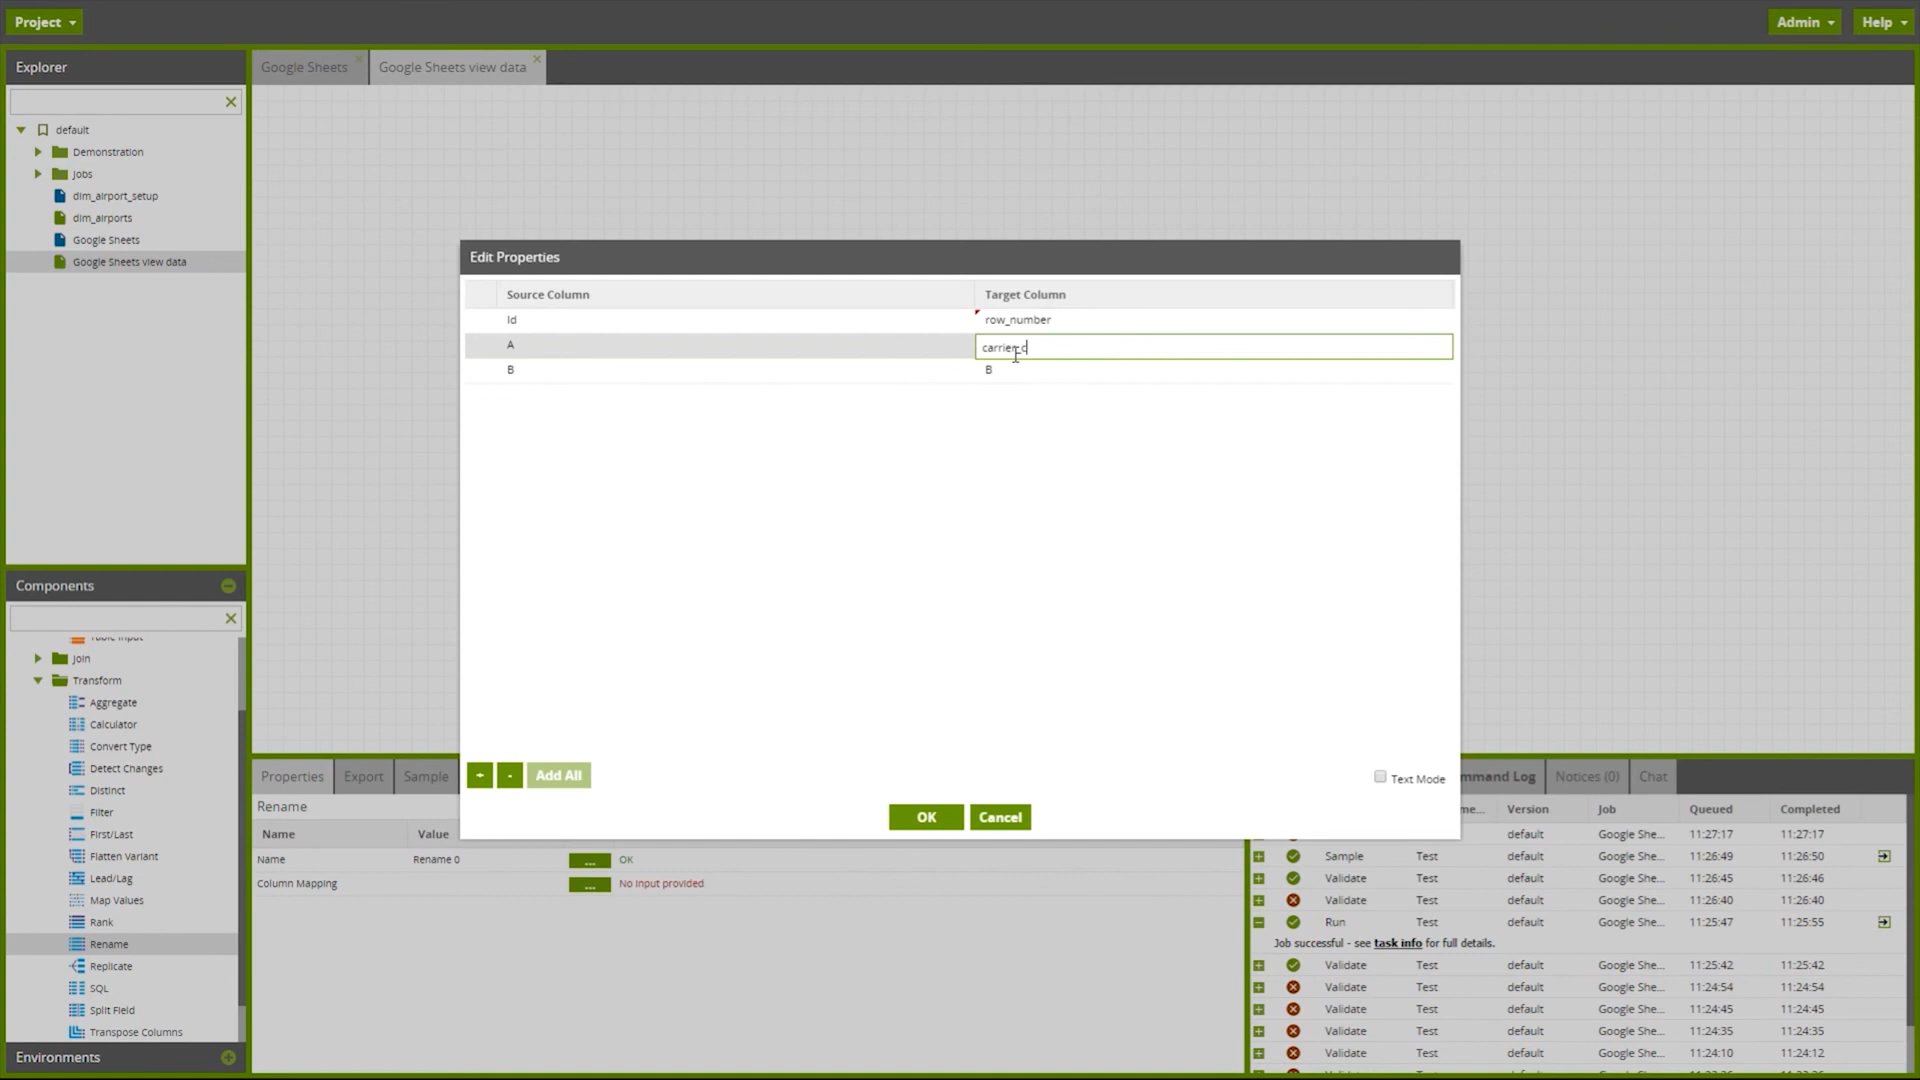 Project
Admin
Help
Explorer
Google Sheets
Google Sheets view data
default
Demonstration
Jobs
dim_airport_setup
dim_airports
Google Sheets
Google Sheets view data
Edit Properties
Source Column Target Column
Id row_number
A
B B
+ - Add All
Text Mode
OK Cancel
Components
Table Input
Join
Transform
Aggregate
Calculator
Convert Type
Detect Changes
Distinct
Filter
First/Last
Flatten Variant
Lead/Lag
Map Values
Rank
Rename
Replicate
SQL
Split Field
Transpose Columns
Environments
Properties Export Sample
Rename
Name Value
Name Rename 0 ... OK
Column Mapping ... No input provided
mmand Log Notices (0) Chat
me... Version Job Queued Completed
default Google She... 11:27:17 11:27:17
Sample Test default Google She... 11:26:49 11:26:50
Validate Test default Google She... 11:26:45 11:26:46
Validate Test default Google She... 11:26:40 11:26:40
Run Test default Google She... 11:25:47 11:25:55
Job successful - see task info for full details.
Validate Test default Google She... 11:25:42 11:25:42
Validate Test default Google She... 11:24:54 11:24:54
Validate Test default Google She... 11:24:45 11:24:45
Validate Test default Google She... 11:24:35 11:24:35
Validate Test default Google She... 11:24:10 11:24:12